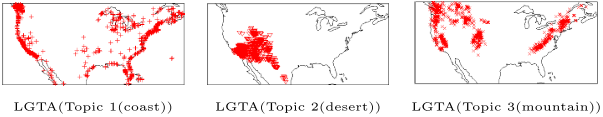 LGTA(Topic 1(coast))
LGTA(Topic 2(desert))
LGTA(Topic 3(mountain))